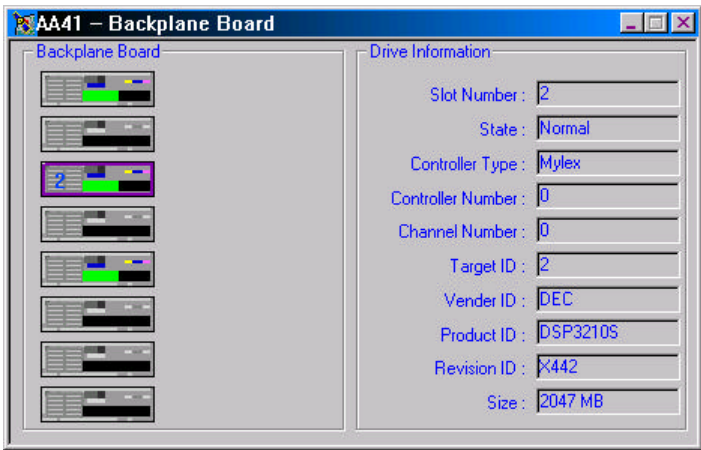 AA41 – Backplane Board
Backplane Board
2
Drive Information
Slot Number : 2
State : Normal
Controller Type : Mylex
Controller Number : 0
Channel Number : 0
Target ID : 2
Vender ID : DEC
Product ID : DSP3210S
Revision ID : X442
Size : 2047 MB